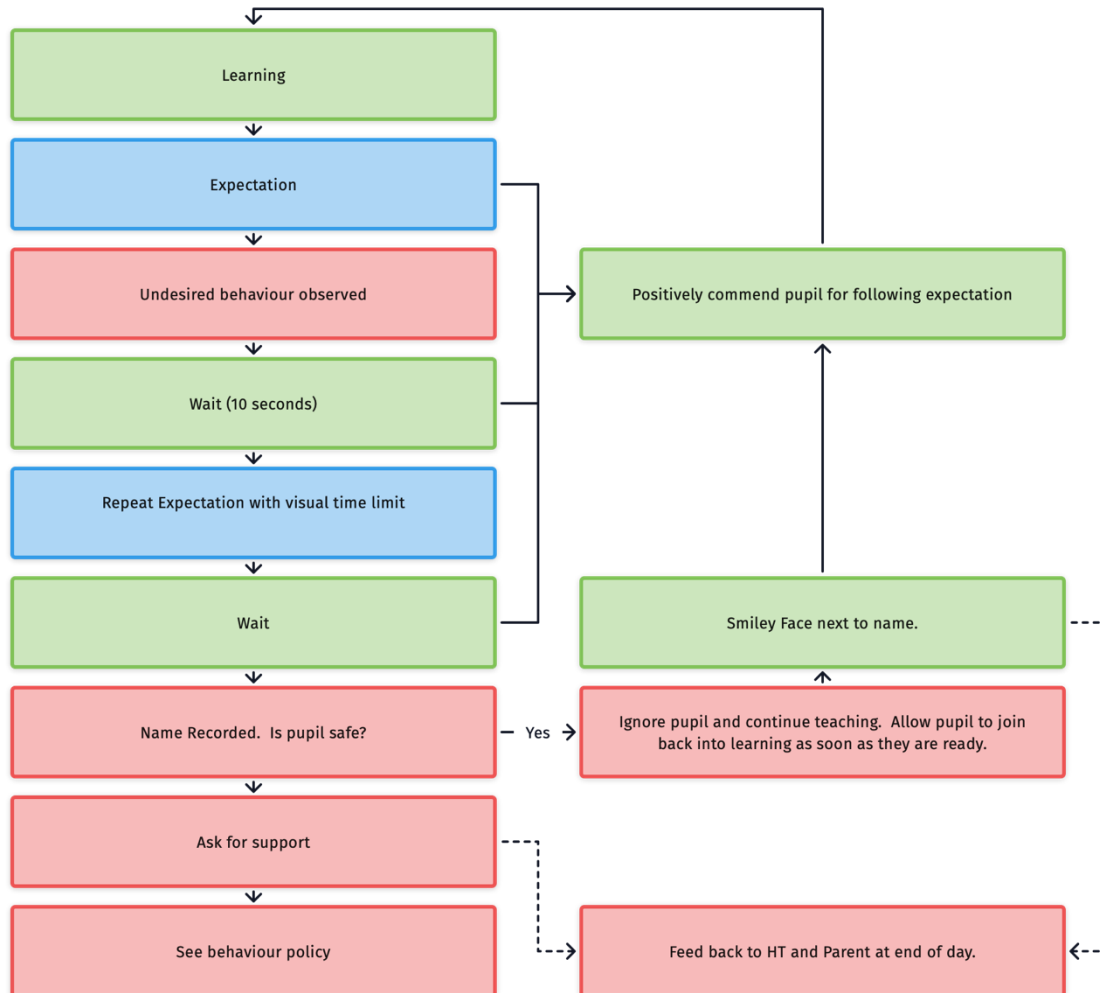 Learning
Expectation
Undesired behaviour observed
Positively commend pupil for following expectation
Wait (10 seconds)
Repeat Expectation with visual time limit
Wait
Smiley Face next to name.
Name Recorded.  Is pupil safe?
Yes
Ignore pupil and continue teaching.  Allow pupil to join
back into learning as soon as they are ready.
Ask for support
See behaviour policy
Feed back to HT and Parent at end of day.